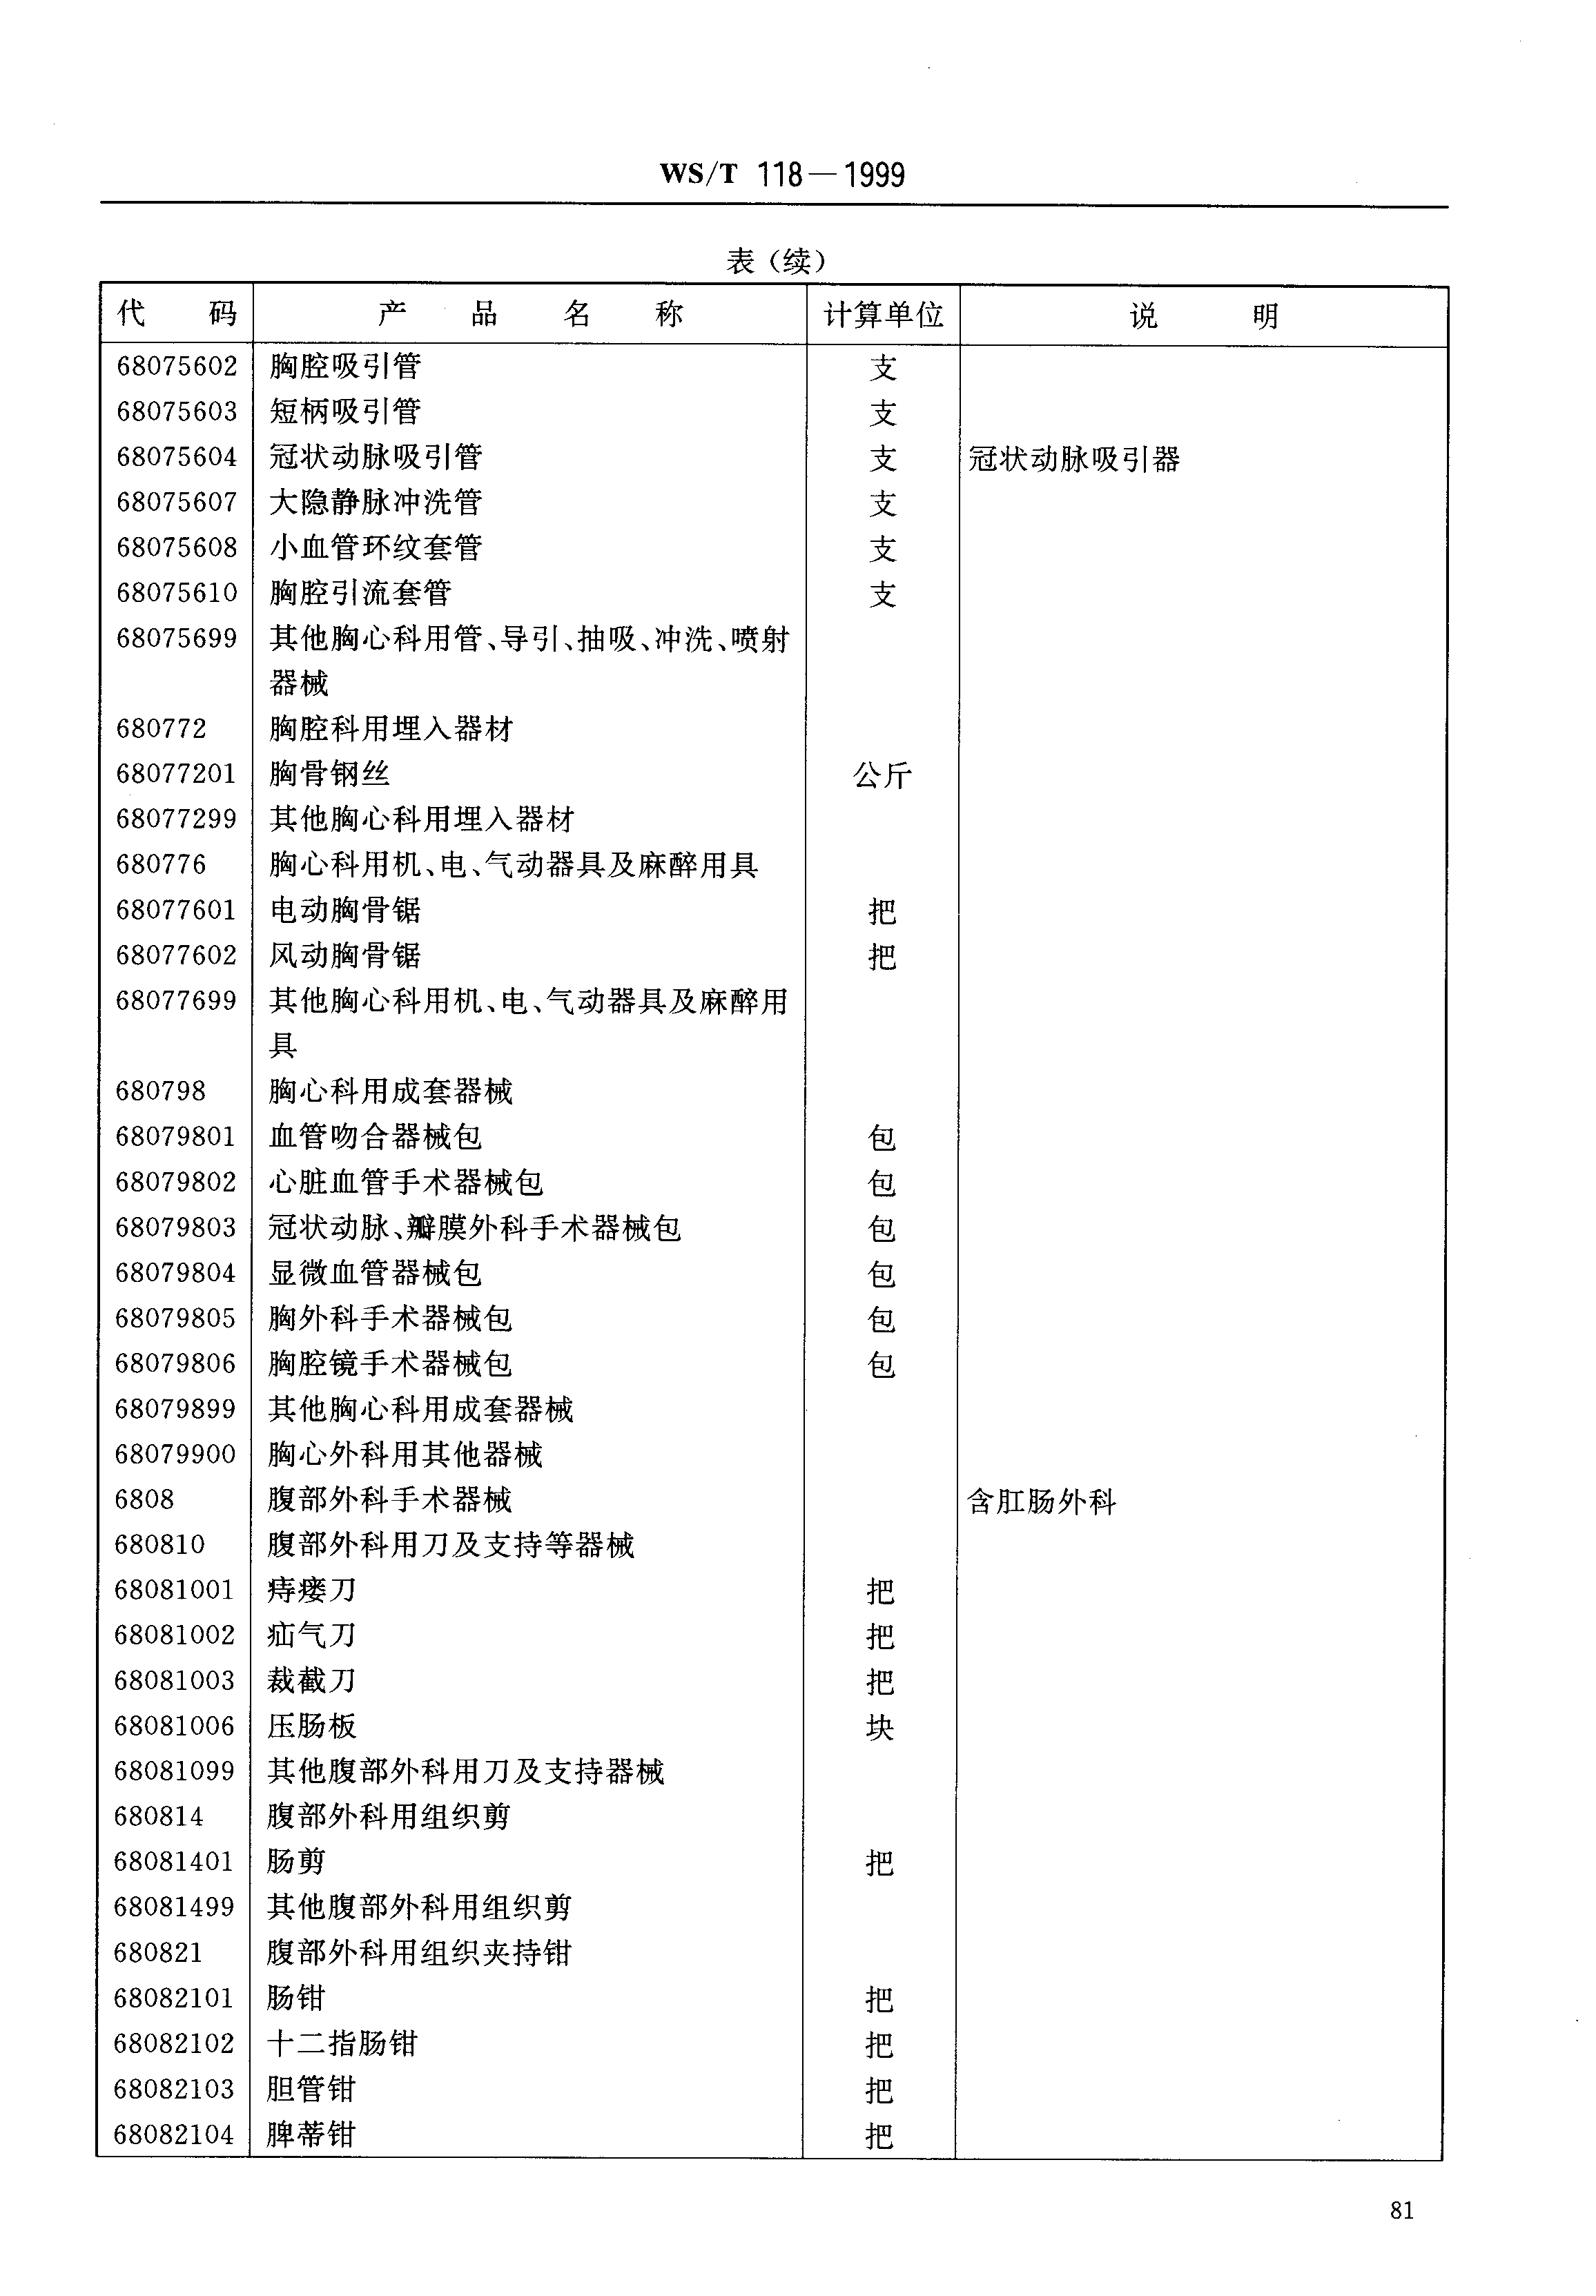 WS/T 118—1999
表（续）
代 码 产 品 名 称 计算单位 说 明
68075602 胸腔吸引管 支
68075603 短柄吸引管 支
68075604 冠状动脉吸引管 支 冠状动脉吸引器
68075607 大隐静脉冲洗管 支
68075608 小血管环纹套管 支
68075610 胸腔引流套管 支
68075699 其他胸心科用管、导引、抽吸、冲洗、喷射
器械
680772 胸腔科用埋入器材
68077201 胸骨钢丝 公斤
68077299 其他胸心科用埋入器材
680776 胸心科用机、电、气动器具及麻醉用具
68077601 电动胸骨锯 把
68077602 风动胸骨锯 把
68077699 其他胸心科用机、电、气动器具及麻醉用
具
680798 胸心科用成套器械
68079801 血管吻合器械包 包
68079802 心脏血管手术器械包 包
68079803 冠状动脉、瓣膜外科手术器械包 包
68079804 显微血管器械包 包
68079805 胸外科手术器械包 包
68079806 胸腔镜手术器械包 包
68079899 其他胸心科用成套器械
68079900 胸心外科用其他器械
6808 腹部外科手术器械 含肛肠外科
680810 腹部外科用刀及支持等器械
68081001 痔瘘刀 把
68081002 疝气刀 把
68081003 裁截刀 把
68081006 压肠板 块
68081099 其他腹部外科用刀及支持器械
680814 腹部外科用组织剪
68081401 肠剪 把
68081499 其他腹部外科用组织剪
680821 腹部外科用组织夹持钳
68082101 肠钳 把
68082102 十二指肠钳 把
68082103 胆管钳 把
68082104 脾蒂钳 把
81